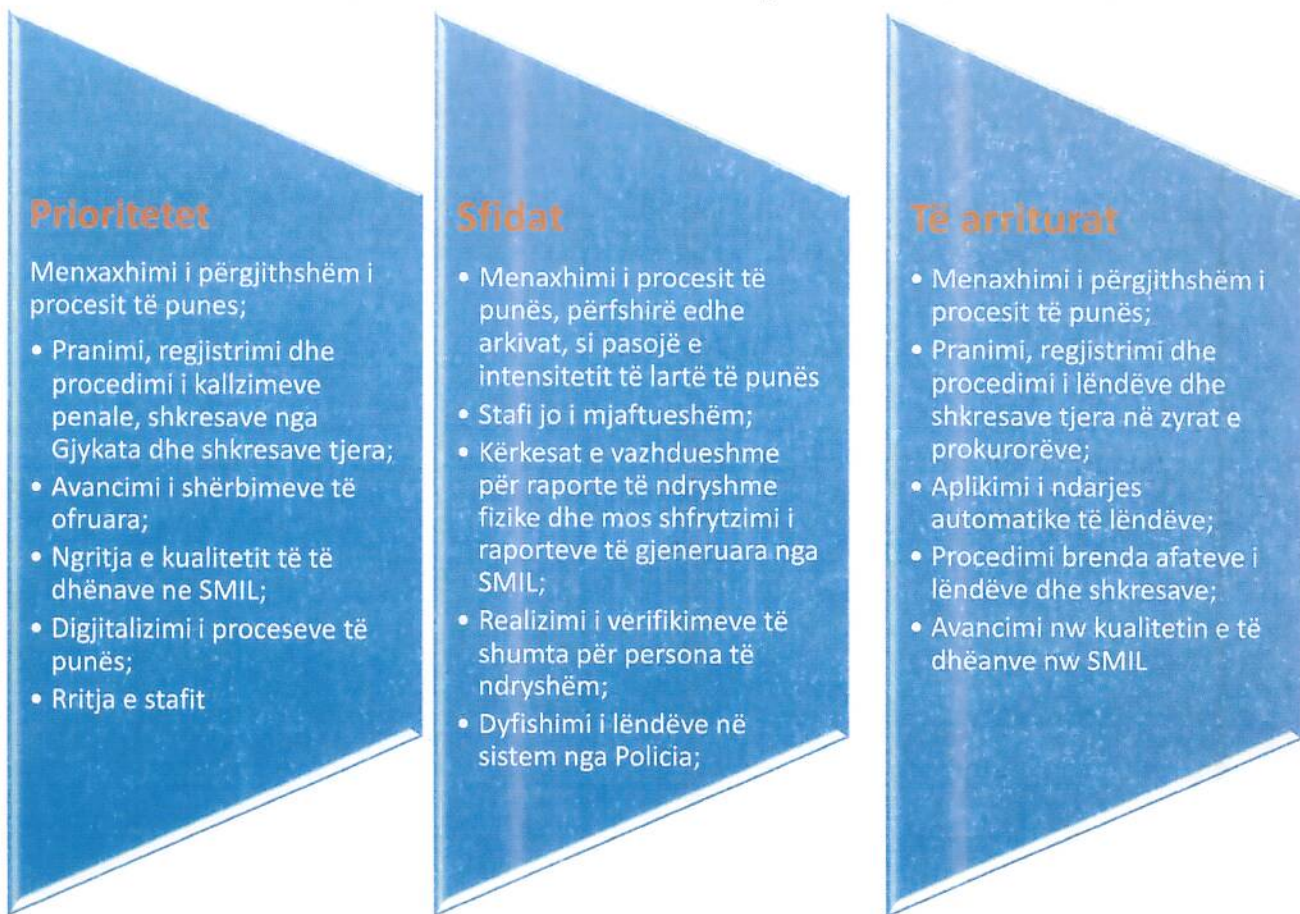 Prioritetet
Menxaxhimi i përgjithshëm i
procesit të punes;
• Pranimi, regjistrimi dhe
procedimi i kallzimeve
penale, shkresave nga
Gjykata dhe shkresave tjera;
• Avancimi i shërbimeve të
ofruara;
• Ngritja e kualitetit të të
dhënave ne SMIL;
• Digjitalizimi i proceseve të
punës;
• Rritja e stafit
Sfidat
• Menaxhimi i procesit të
punës, përfshirë edhe
arkivat, si pasojë e
intensitetit të lartë të punës
• Stafi jo i mjaftueshëm;
• Kërkesat e vazhdueshme
për raporte të ndryshme
fizike dhe mos shfrytzimi i
raporteve të gjeneruara nga
SMIL;
• Realizimi i verifikimeve të
shumta për persona të
ndryshëm;
• Dyfishimi i lëndëve në
sistem nga Policia;
Të arriturat
• Menaxhimi i përgjithshëm i
procesit të punës;
• Pranimi, regjistrimi dhe
procedimi i lëndëve dhe
shkresave tjera në zyrat e
prokurorëve;
• Aplikimi i ndarjes
automatike të lëndëve;
• Procedimi brenda afateve i
lëndëve dhe shkresave;
• Avancimi nw kualitetin e të
dhëanve nw SMIL